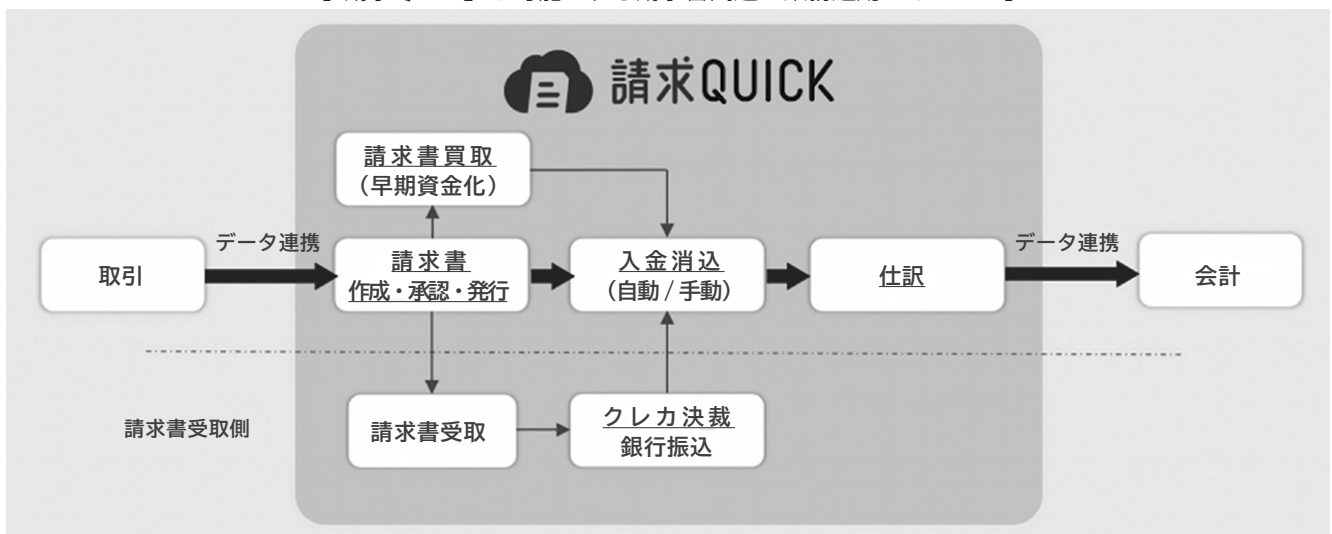 請求QUICK
請求書買取
（早期資金化）
データ連携
データ連携
取引
請求書
作成・承認・発行
入金消込
（自動 / 手動）
仕訳
会計
請求書受取側
請求書受取
クレカ決裁
銀行振込